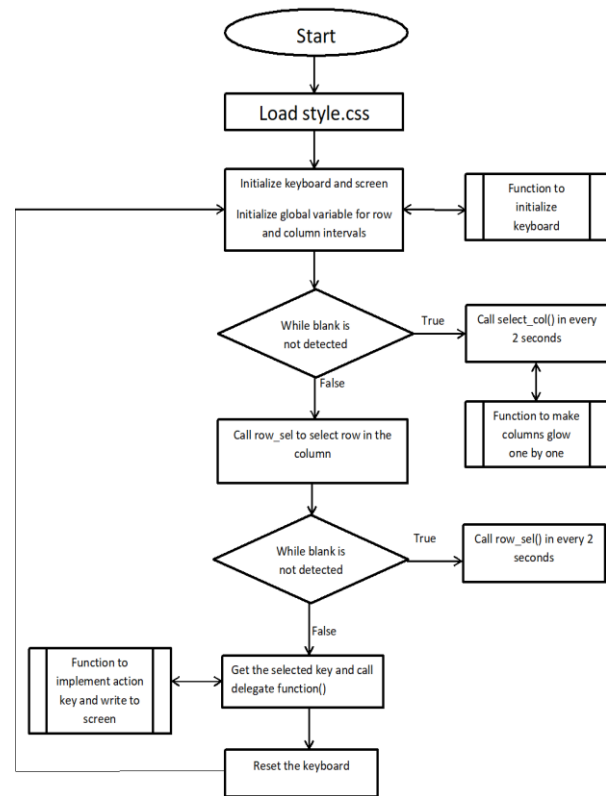 Start
Load style.css
Initialize keyboard and screen
Initialize global variable for row
and column intervals
Function to
initialize
keyboard
While blank is
not detected
True
Call select_col() in every
2 seconds
False
Function to make
columns glow
one by one
Call row_sel to select row in the
column
While blank is
not detected
True
Call row_sel() in every 2
seconds
False
Function to
implement action
key and write to
screen
Get the selected key and call
delegate function()
Reset the keyboard